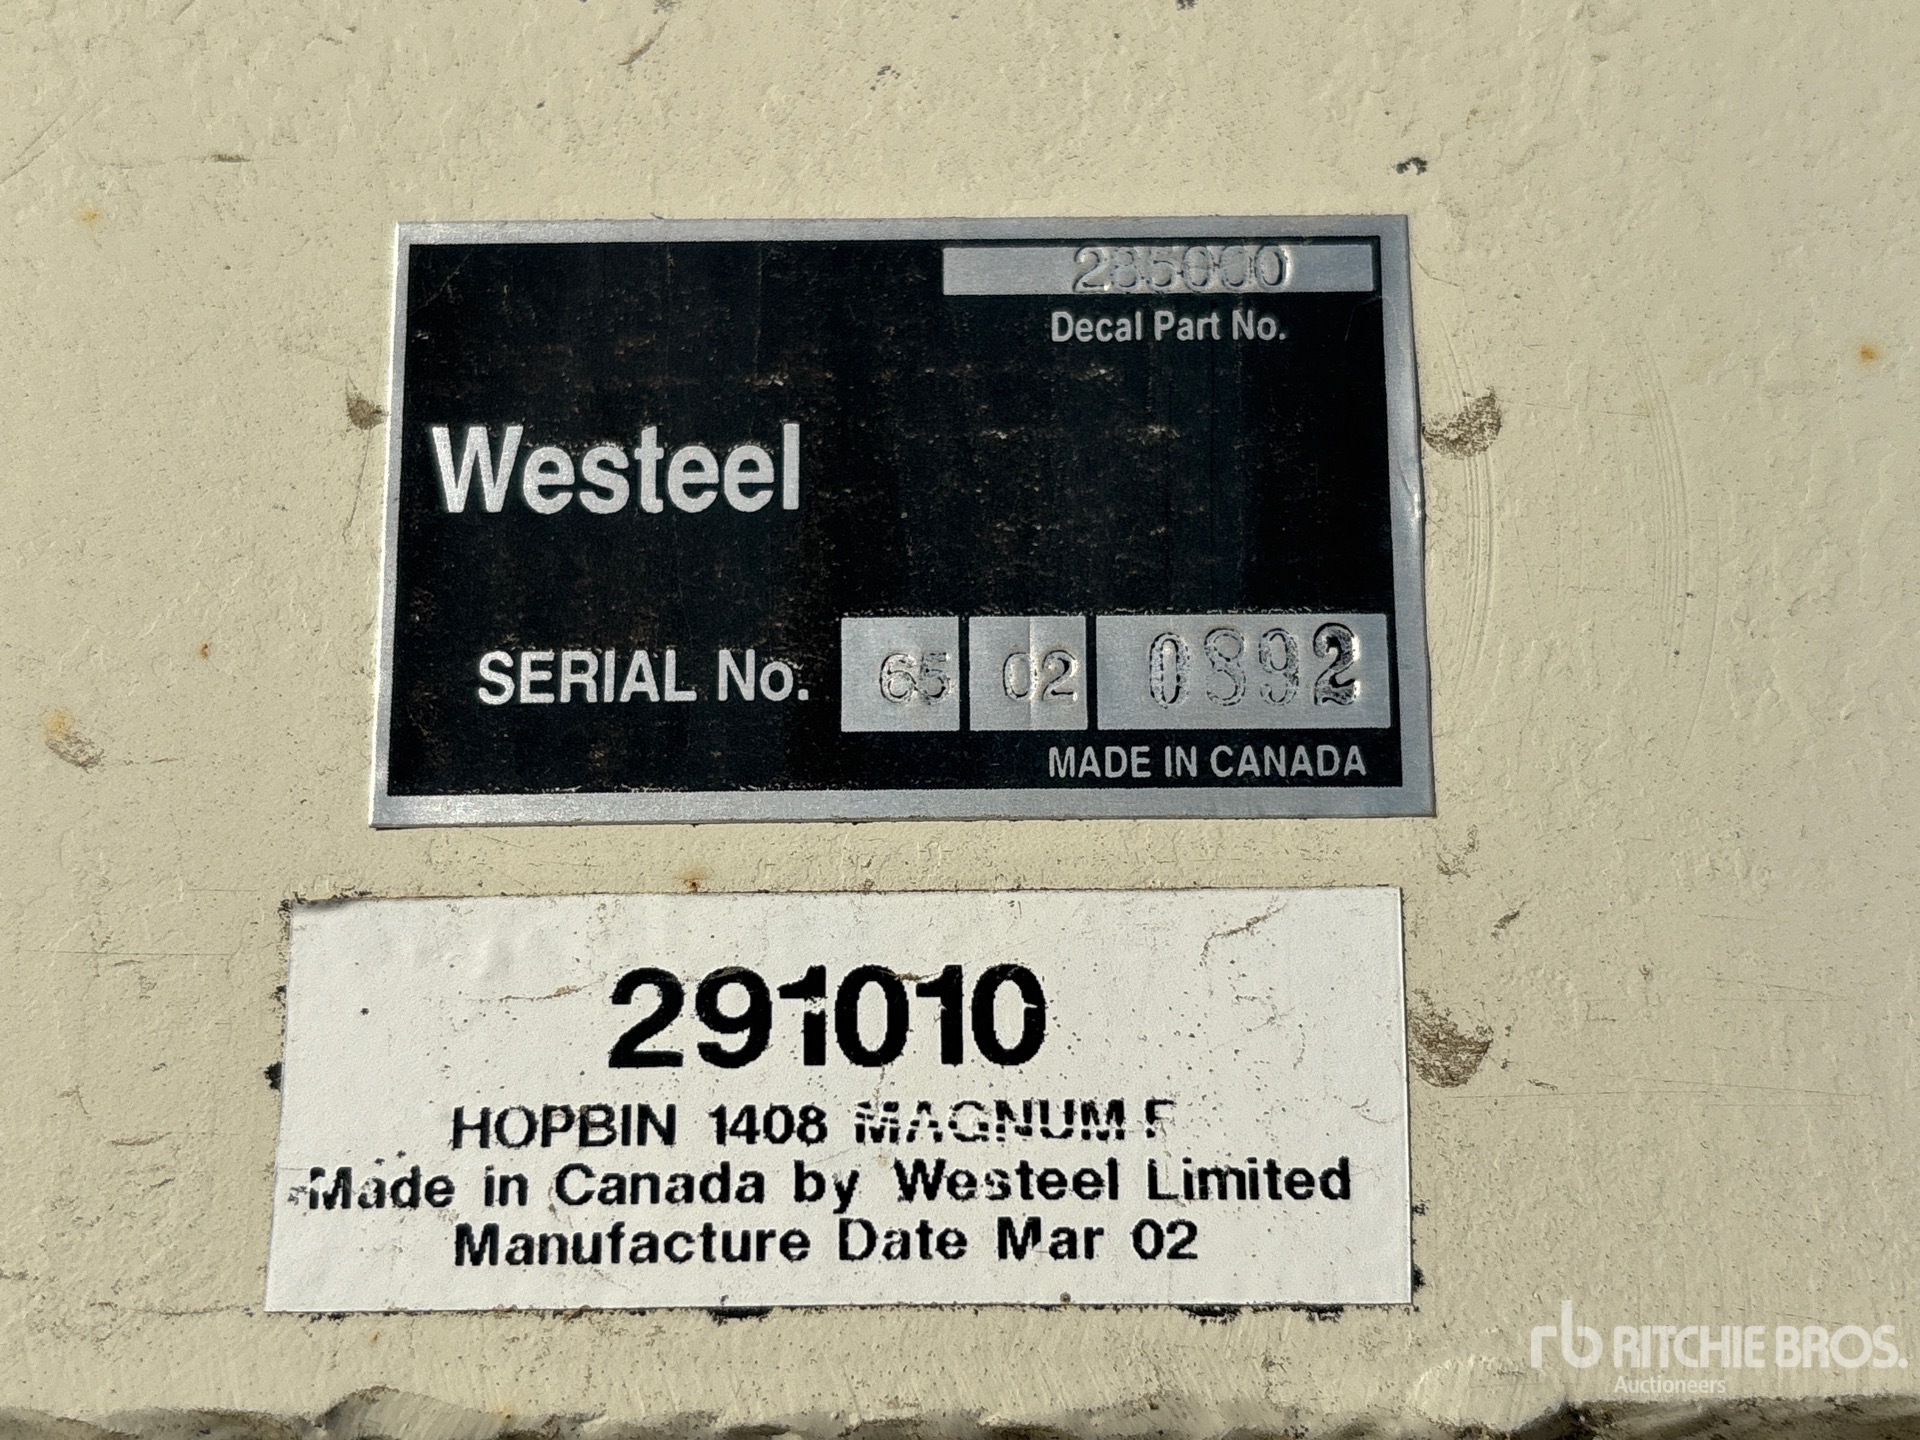 285000
Decal Part No.
Westeel
SERIAL No. 65 02 0892
MADE IN CANADA
291010
HOPBIN 1408 MAGNUM F
Made in Canada by Westeel Limited
Manufacture Date Mar 02
rb RITCHIE BROS.
Auctioneers